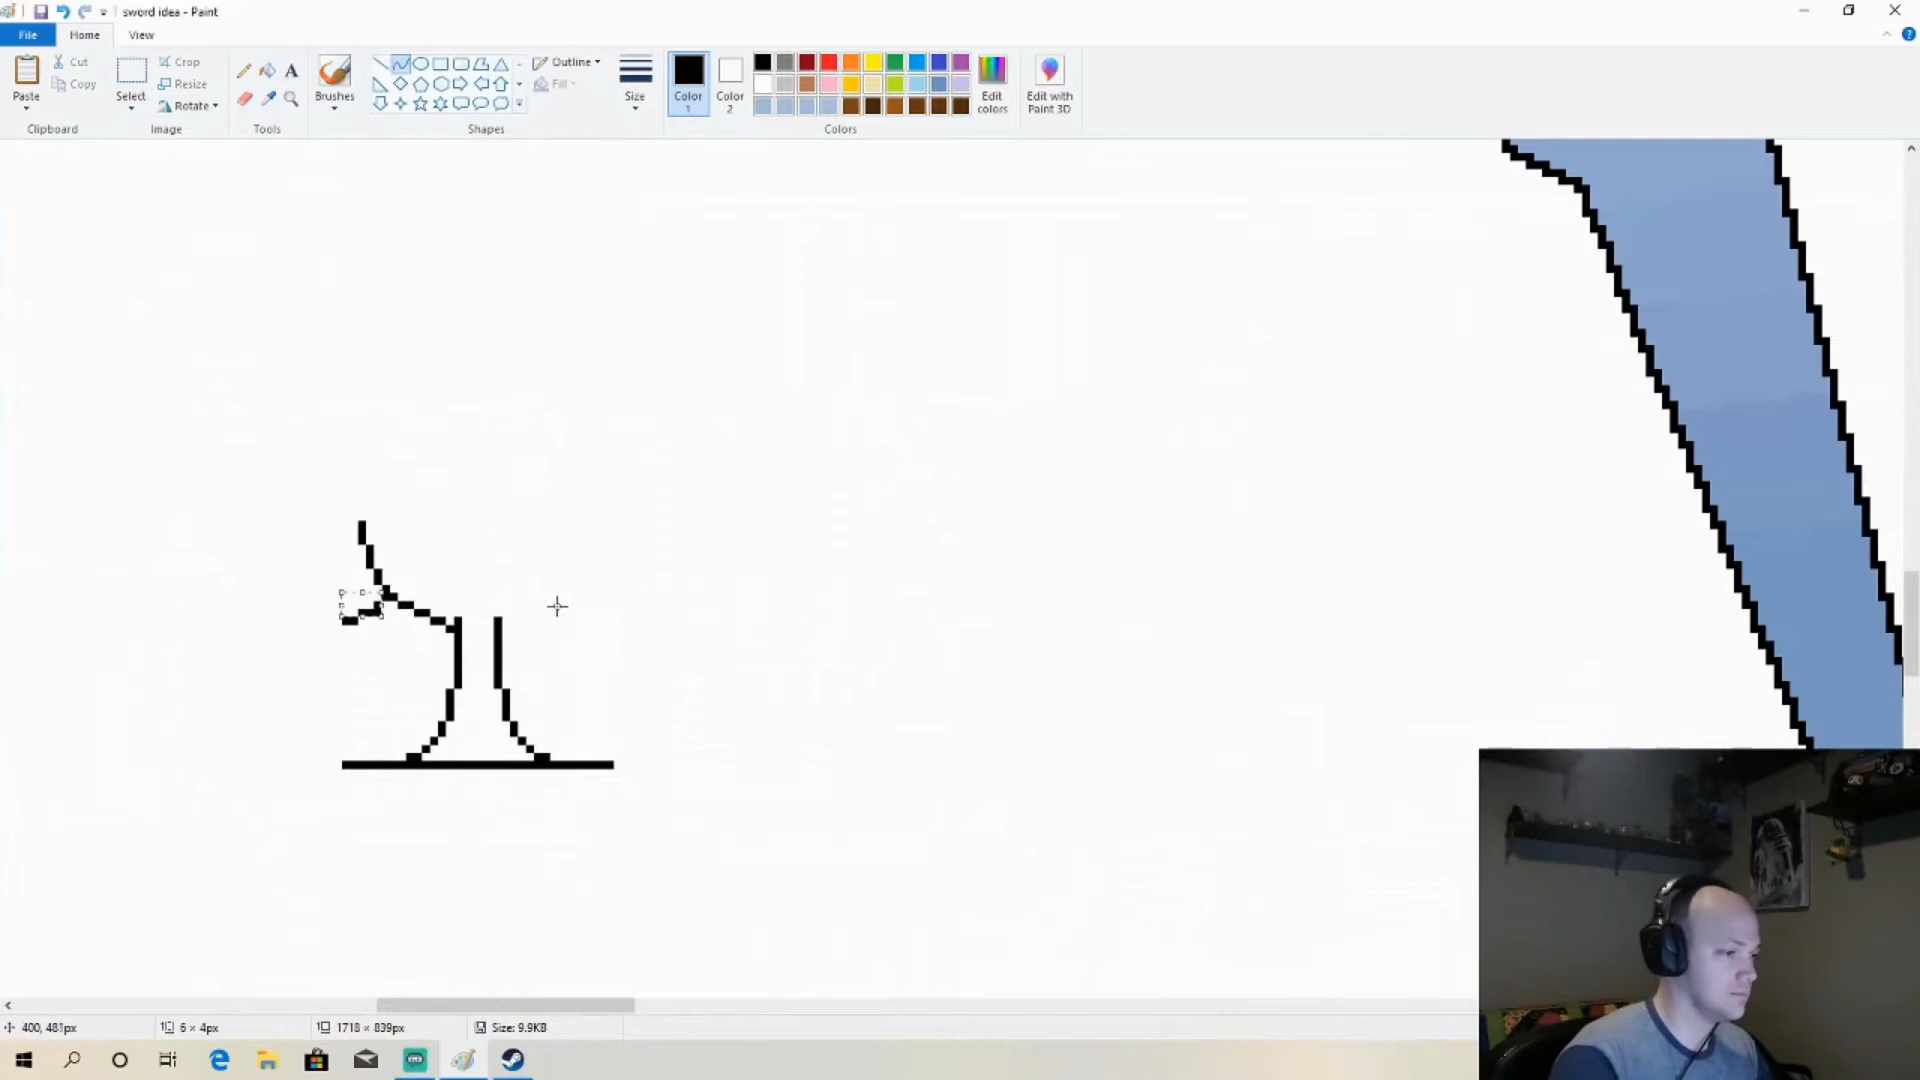 sword idea - Paint
File
Home
View
Paste
Cut
Copy
Clipboard
Select
Crop
Resize
Rotate
Image
A
Tools
Brushes
Shapes
Outline
Fill
Size
Color 1
Color 2
Edit colors
Edit with Paint 3D
Colors
400, 481px
6 × 4px
1718 × 839px
Size: 9.9KB